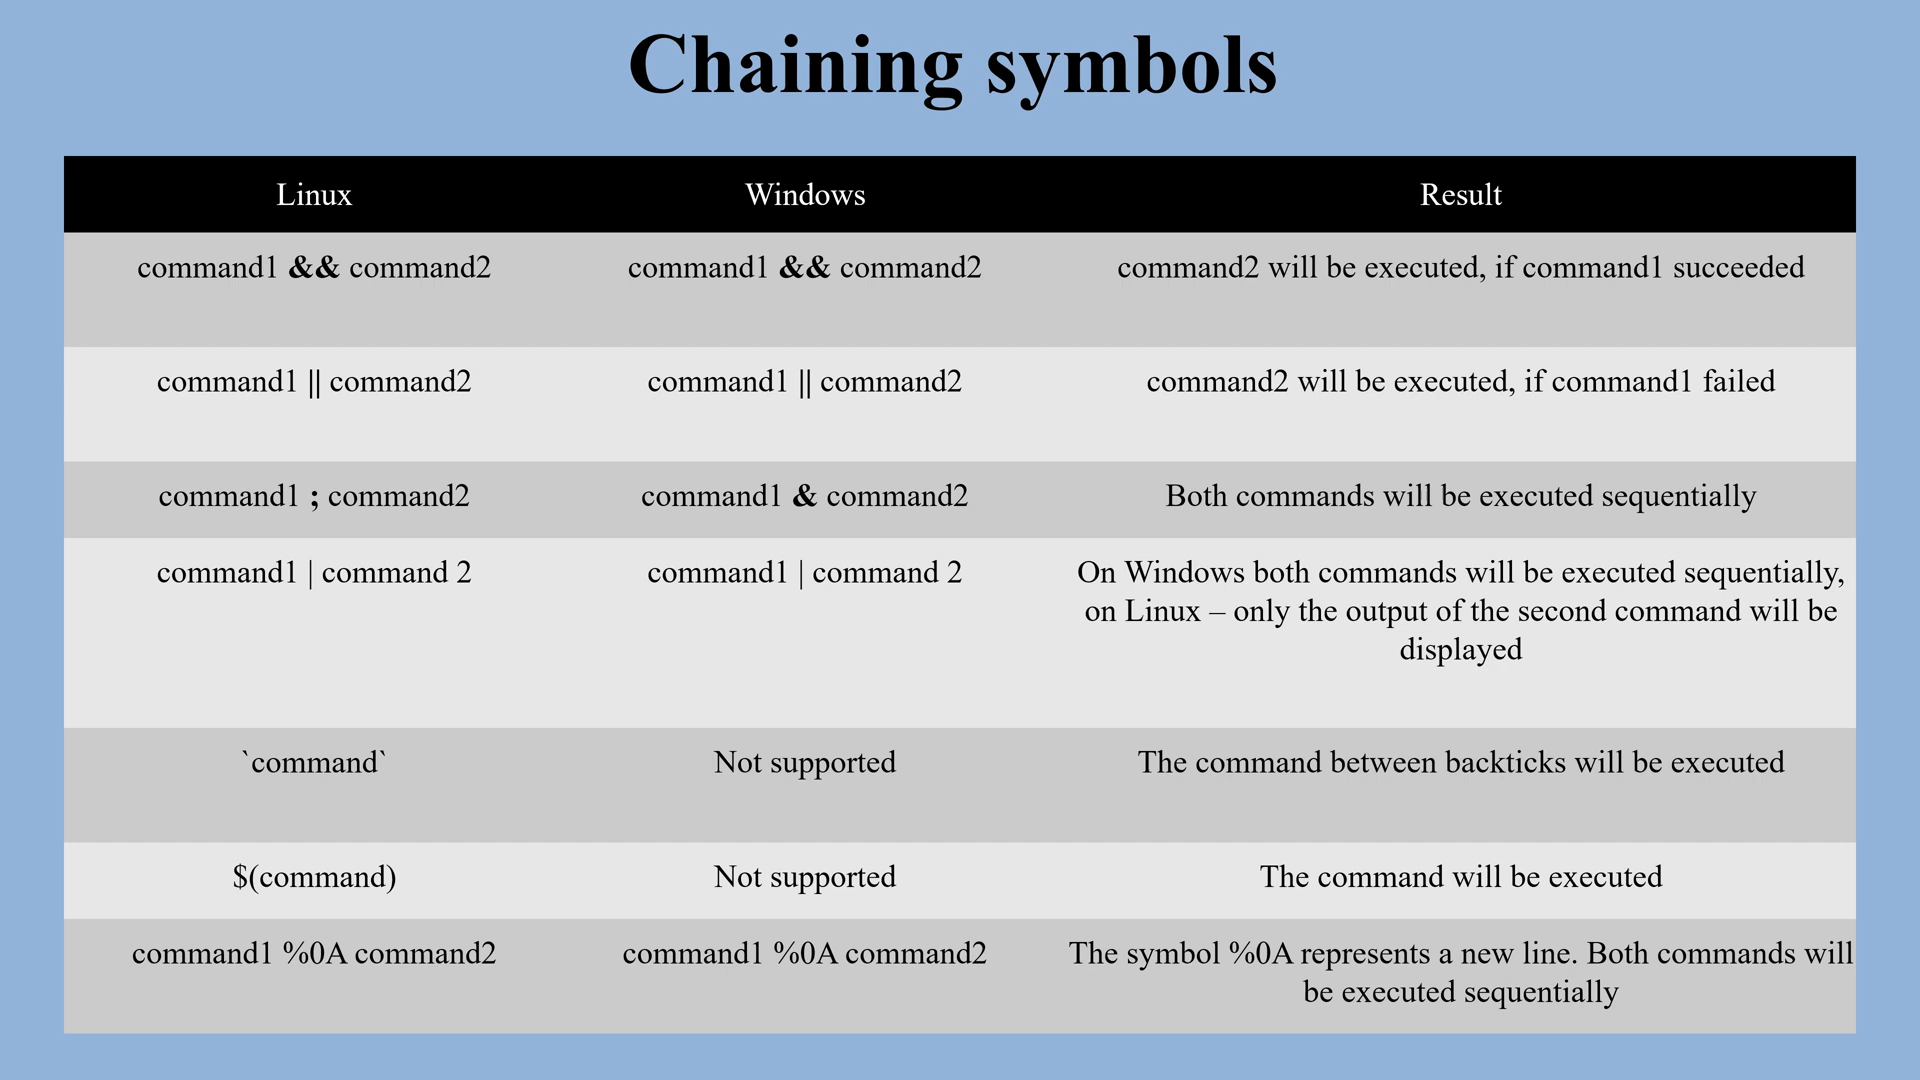 Chaining symbols
Linux Windows Result
command1 && command2 command1 && command2 command2 will be executed, if command1 succeeded
command1 || command2 command1 || command2 command2 will be executed, if command1 failed
command1 ; command2 command1 & command2 Both commands will be executed sequentially
command1 | command 2 command1 | command 2 On Windows both commands will be executed sequentially,
on Linux – only the output of the second command will be
displayed
`command` Not supported The command between backticks will be executed
$(command) Not supported The command will be executed
command1 %0A command2 command1 %0A command2 The symbol %0A represents a new line. Both commands will
be executed sequentially